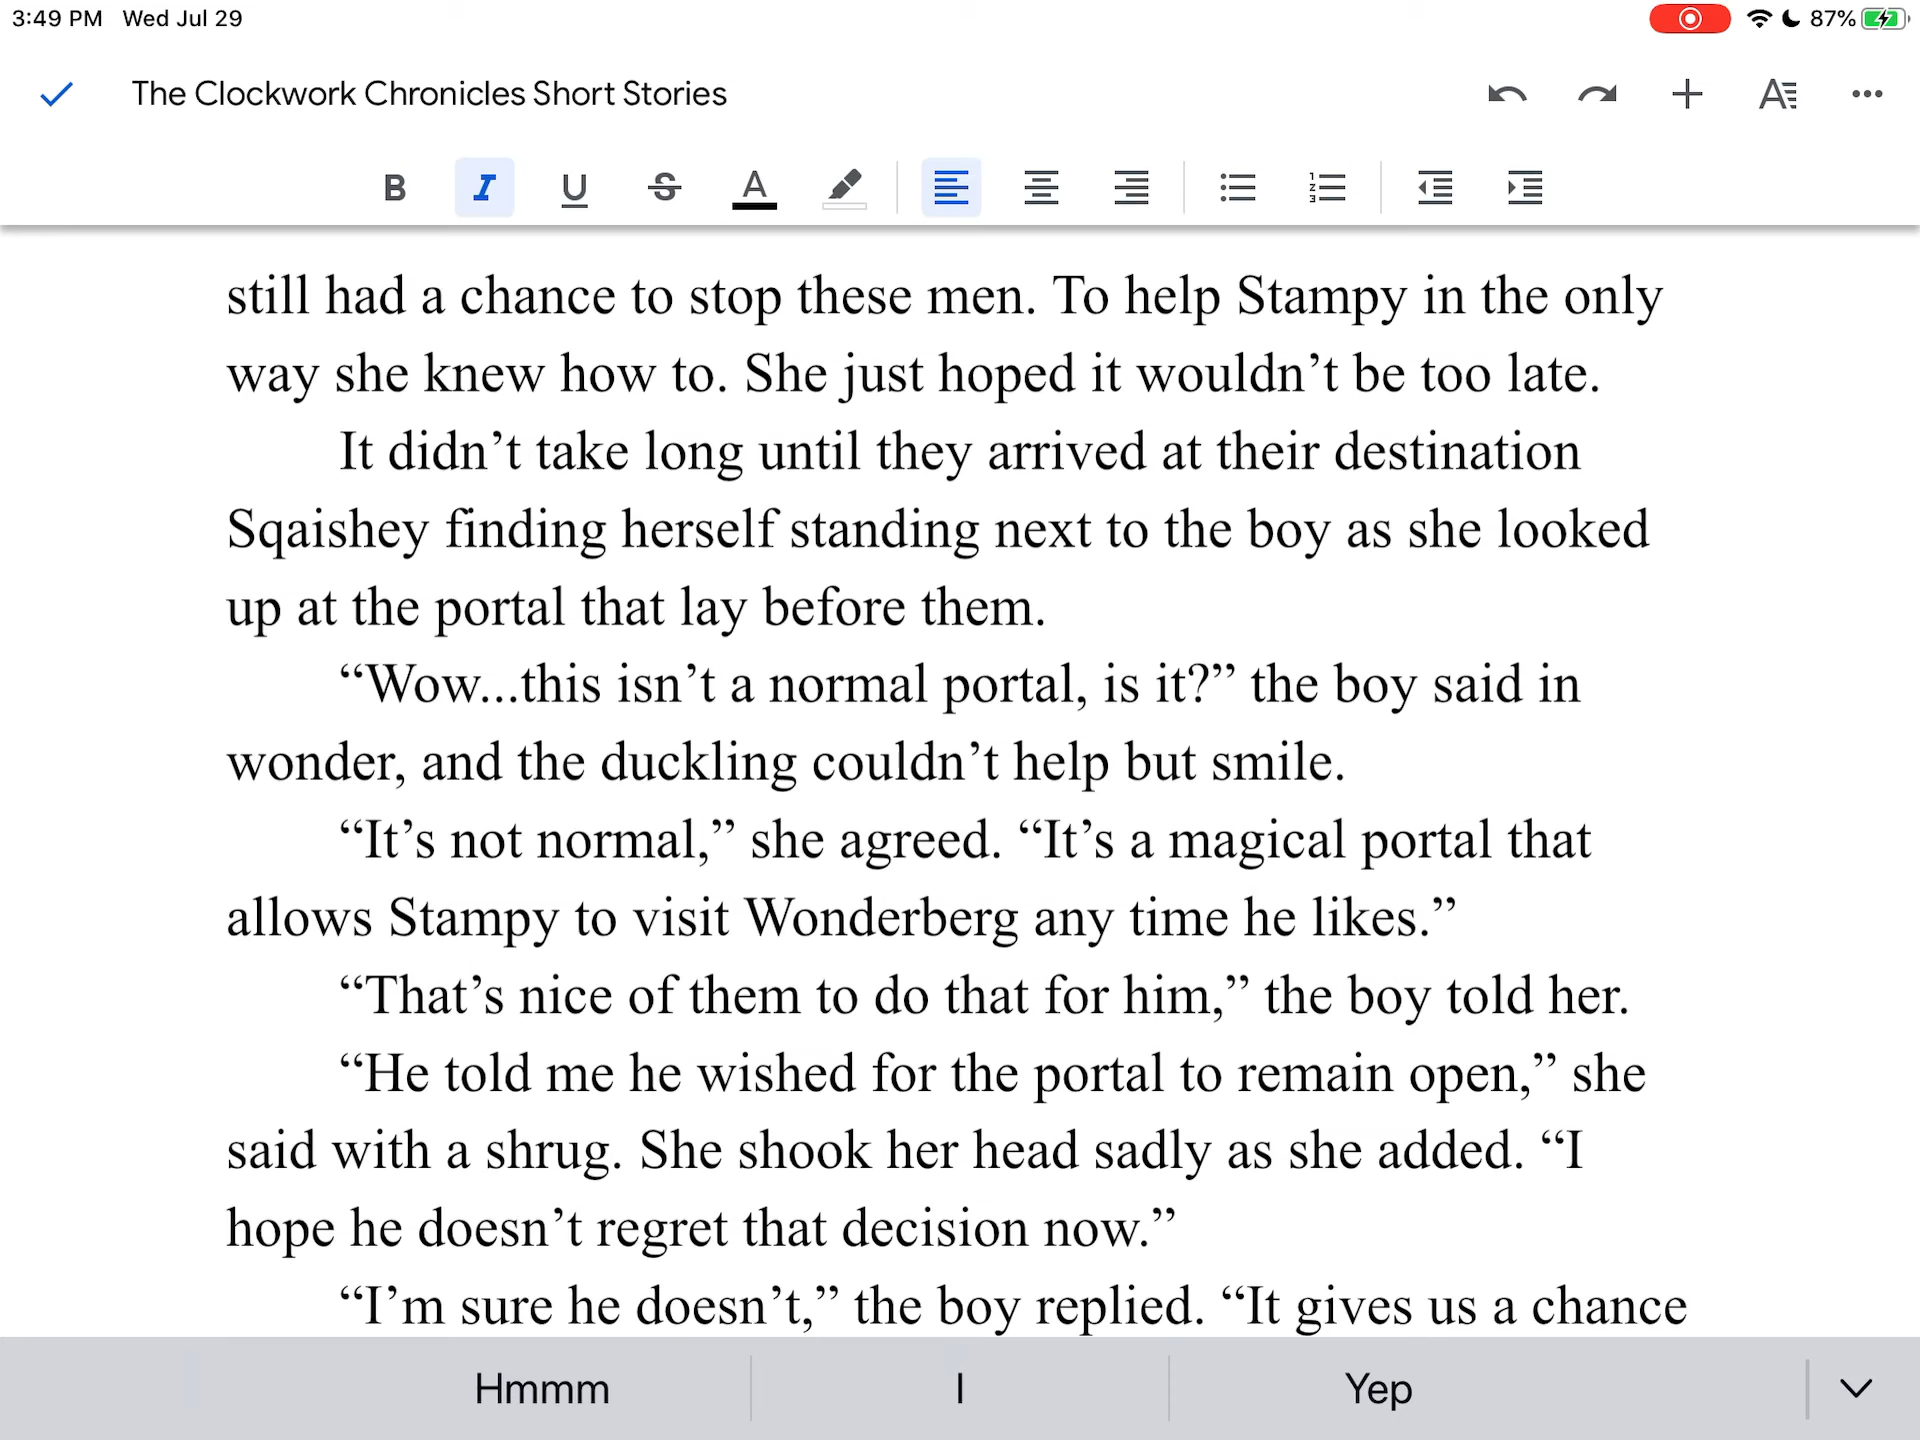 3:49 PM Wed Jul 29
87%
The Clockwork Chronicles Short Stories
B I U S A
still had a chance to stop these men. To help Stampy in the only
way she knew how to. She just hoped it wouldn’t be too late.
It didn’t take long until they arrived at their destination
Sqaishey finding herself standing next to the boy as she looked
up at the portal that lay before them.
“Wow...this isn’t a normal portal, is it?” the boy said in
wonder, and the duckling couldn’t help but smile.
“It’s not normal,” she agreed. “It’s a magical portal that
allows Stampy to visit Wonderberg any time he likes.”
“That’s nice of them to do that for him,” the boy told her.
“He told me he wished for the portal to remain open,” she
said with a shrug. She shook her head sadly as she added. “I
hope he doesn’t regret that decision now.”
“I’m sure he doesn’t,” the boy replied. “It gives us a chance
Hmmm I Yep